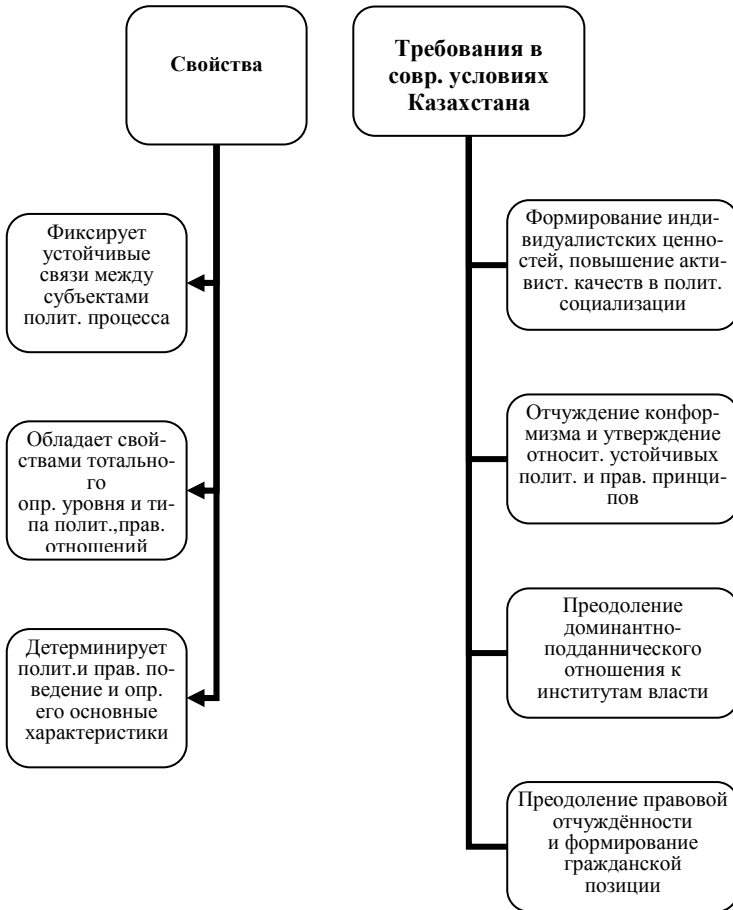 Свойства
Фиксирует
устойчивые
связи между
субъектами
полит. процесса
Обладает свой-
ствами тотально-
го
опр. уровня и ти-
па полит.,прав.
отношений
Детерминирует
полит.и прав. по-
ведение и опр.
его основные
характеристики
Требования в
совр. условиях
Казахстана
Формирование инди-
видуалистских ценно-
стей, повышение акти-
вист. качеств в полит.
социализации
Отчуждение конфор-
мизма и утверждение
относит. устойчивых
полит. и прав. принци-
пов
Преодоление
доминантно-
подданнического
отношения к
институтам власти
Преодоление правовой
отчуждённости
и формирование
гражданской
позиции